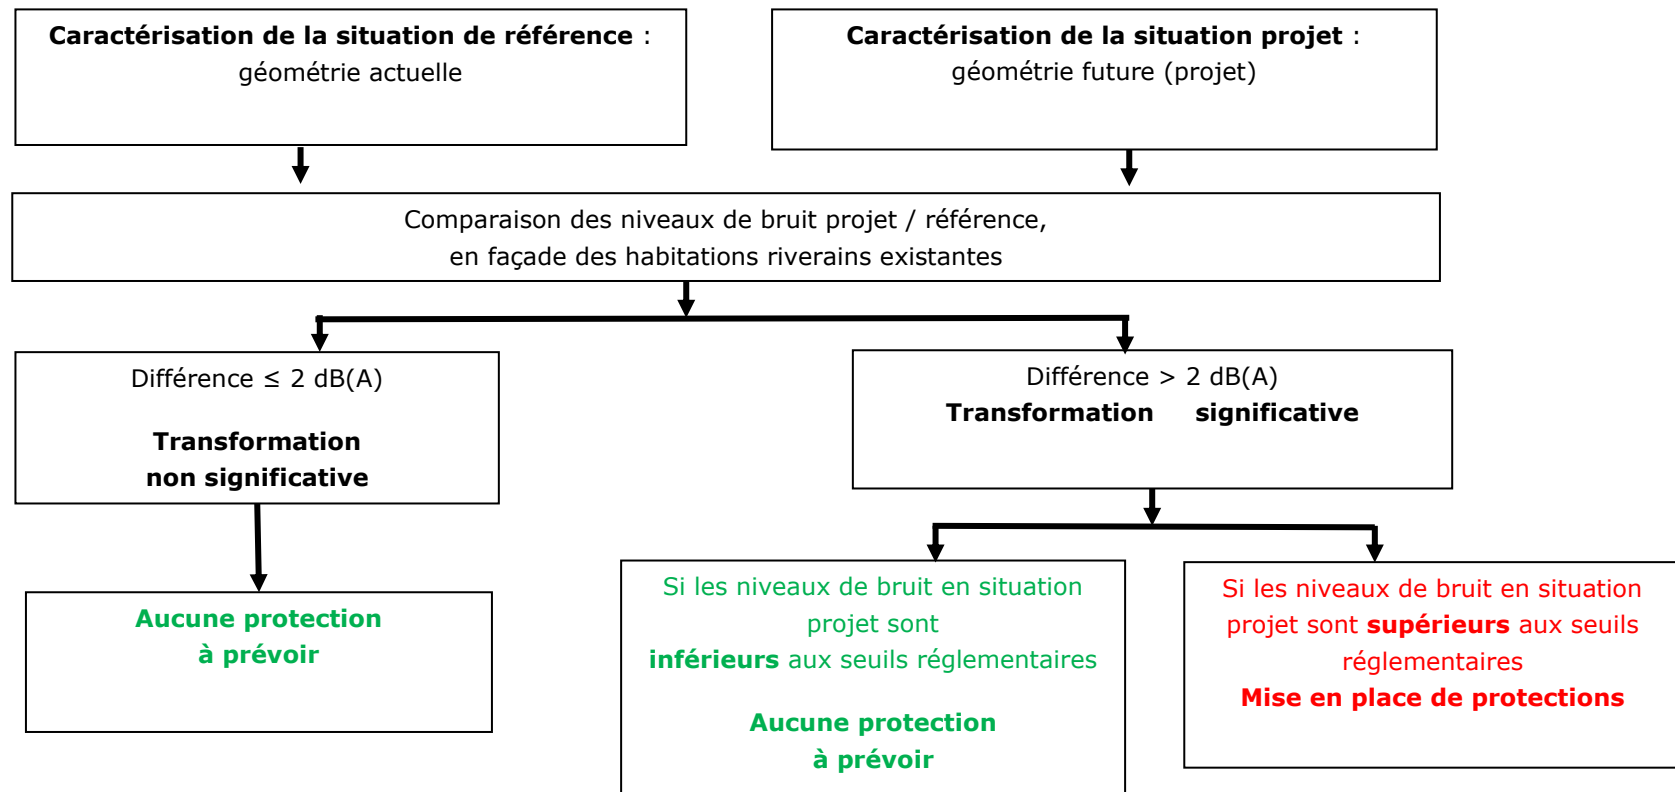 Caractérisation de la situation de référence :
géométrie actuelle
Caractérisation de la situation projet :
géométrie future (projet)
Comparaison des niveaux de bruit projet / référence,
en façade des habitations riverains existantes
Différence ≤ 2 dB(A)
Transformation
non significative
Différence > 2 dB(A)
Transformation significative
Aucune protection
à prévoir
Si les niveaux de bruit en situation
projet sont
inférieurs aux seuils réglementaires
Aucune protection
à prévoir
Si les niveaux de bruit en situation
projet sont supérieurs aux seuils
réglementaires
Mise en place de protections